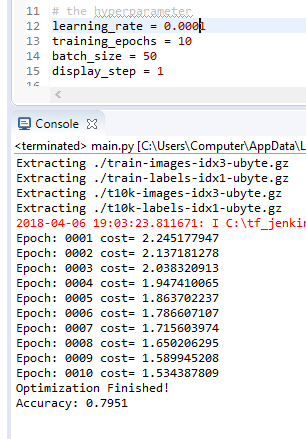 11 # the hyperparameter
12 learning_rate = 0.0001
13 training_epochs = 10
14 batch_size = 50
15 display_step = 1
Console
<terminated> main.py [C:\Users\Computer\AppData\L
Extracting ./train-images-idx3-ubyte.gz
Extracting ./train-labels-idx1-ubyte.gz
Extracting ./t10k-images-idx3-ubyte.gz
Extracting ./t10k-labels-idx1-ubyte.gz
2018-04-06 19:03:23.811671: I C:\tf_jenkin
Epoch: 0001 cost= 2.245177947
Epoch: 0002 cost= 2.137181278
Epoch: 0003 cost= 2.038320913
Epoch: 0004 cost= 1.947410065
Epoch: 0005 cost= 1.863702237
Epoch: 0006 cost= 1.786607107
Epoch: 0007 cost= 1.715603974
Epoch: 0008 cost= 1.650206295
Epoch: 0009 cost= 1.589945208
Epoch: 0010 cost= 1.534387809
Optimization Finished!
Accuracy: 0.7951